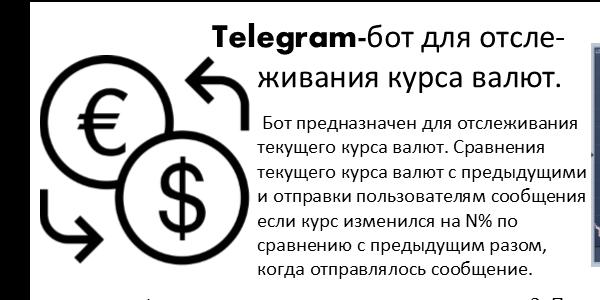 Telegram-бот для отсле-
живания курса валют.
Бот предназначен для отслеживания
текущего курса валют. Сравнения
текущего курса валют с предыдущими
и отправки пользователям сообщения
если курс изменился на N% по
сравнению с предыдущим разом,
когда отправлялось сообщение.
€
$